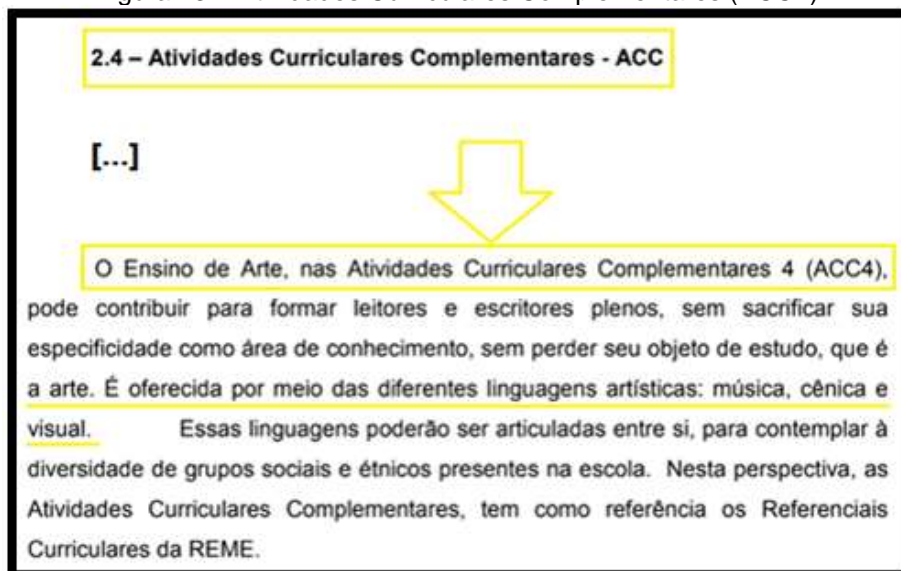 2.4 – Atividades Curriculares Complementares - ACC
[...]
O Ensino de Arte, nas Atividades Curriculares Complementares 4 (ACC4),
pode contribuir para formar leitores e escritores plenos, sem sacrificar sua
especificidade como área de conhecimento, sem perder seu objeto de estudo, que é
a arte. É oferecida por meio das diferentes linguagens artísticas: música, cênica e
visual. Essas linguagens poderão ser articuladas entre si, para contemplar à
diversidade de grupos sociais e étnicos presentes na escola. Nesta perspectiva, as
Atividades Curriculares Complementares, tem como referência os Referenciais
Curriculares da REME.